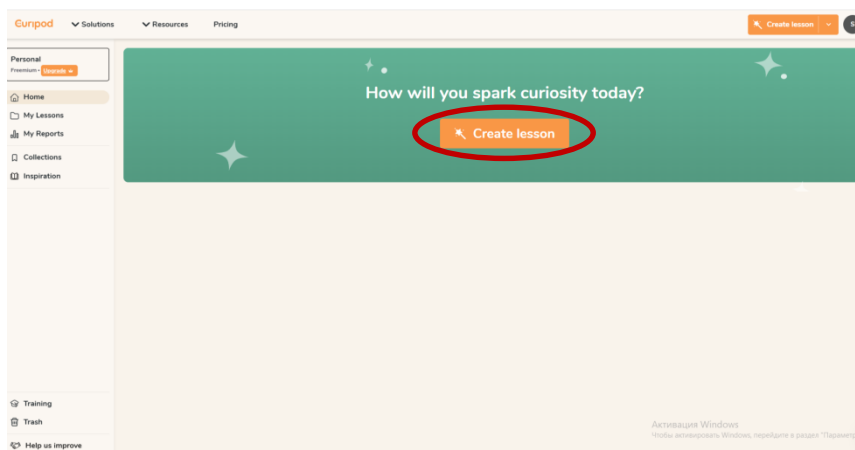 Curipod
Solutions
Resources
Pricing
Create lesson
S
Personal
Freemium • Upgrade
Home
My Lessons
My Reports
Collections
Inspiration
How will you spark curiosity today?
Create lesson
Training
Trash
Help us improve
Активация Windows
Чтобы активировать Windows, перейдите в раздел "Параметр